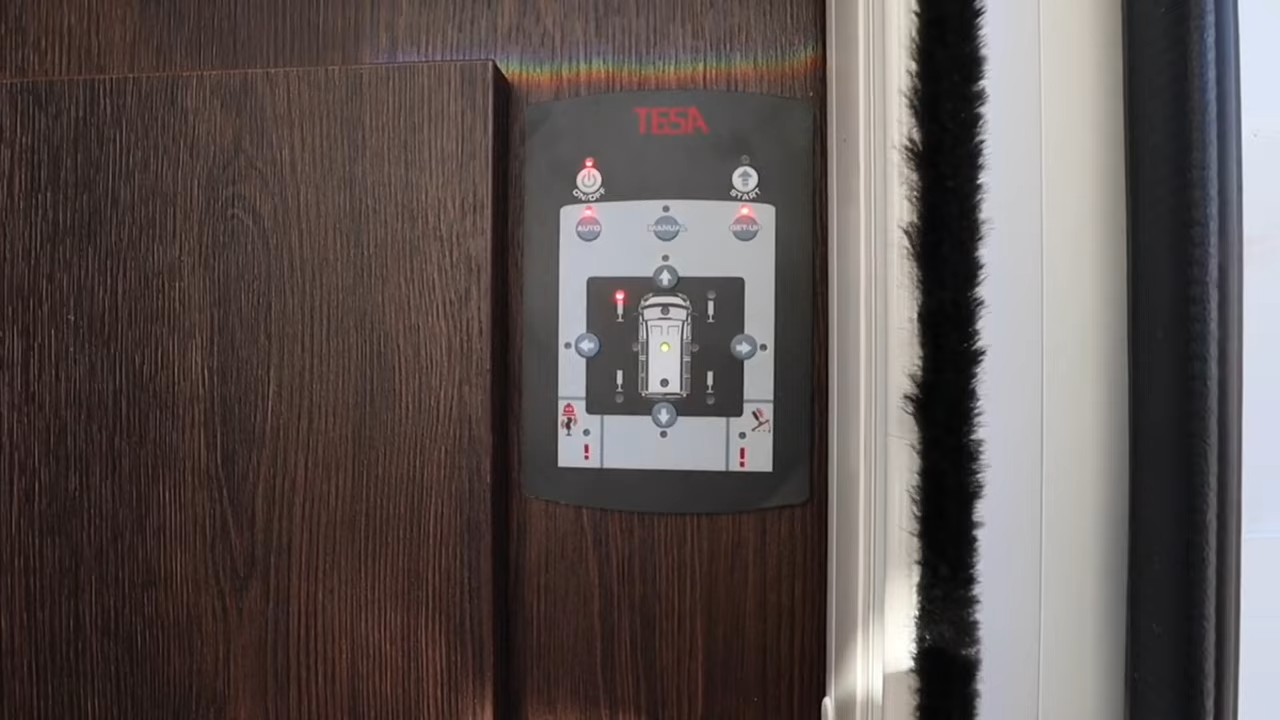 TESA
ON/OFF
START
AUTO
MANUAL
GET-UP
!
!